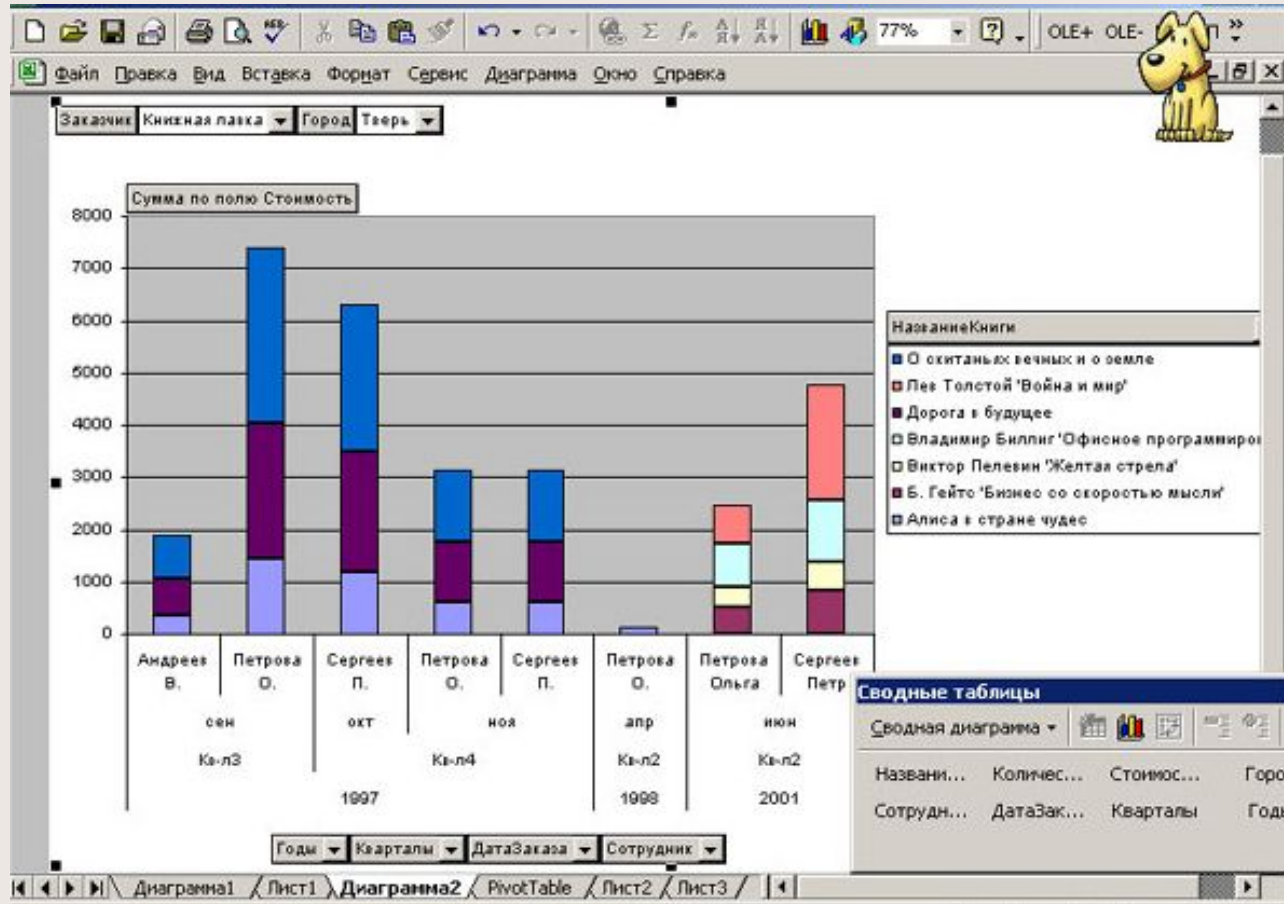 77% OLE+ OLE-
Файл Правка Вид Вставка Формат Сервис Диаграмма Окно Справка
Заказчик Книжная лавка Город Тверь
Сумма по полю Стоимость
8000
7000
6000
5000
4000
3000
2000
1000
0
НазваниеКниги
О скитаньях вечных и о земле
Лев Толстой 'Война и мир'
Дорога в будущее
Владимир Биллиг 'Офисное программиров
Виктор Пелевин 'Желтая стрела'
Б. Гейтс 'Бизнес со скоростью мысли'
Алиса в стране чудес
Андреев Петрова Сергеев Петрова Сергеев Петрова Петрова Сергеев
В. О. П. О. П. О. Ольга Петр
сен окт ноя апр июн
Кв-л3 Кв-л4 Кв-л2 Кв-л2
1997 1998 2001
Сводные таблицы
Сводная диаграмма
Названи... Количес... Стоимос... Горо
Сотрудн... ДатаЗак... Кварталы Годы
Годы Кварталы ДатаЗаказа Сотрудник
Диаграмма1 Лист1 Диаграмма2 PivotTable Лист2 Лист3